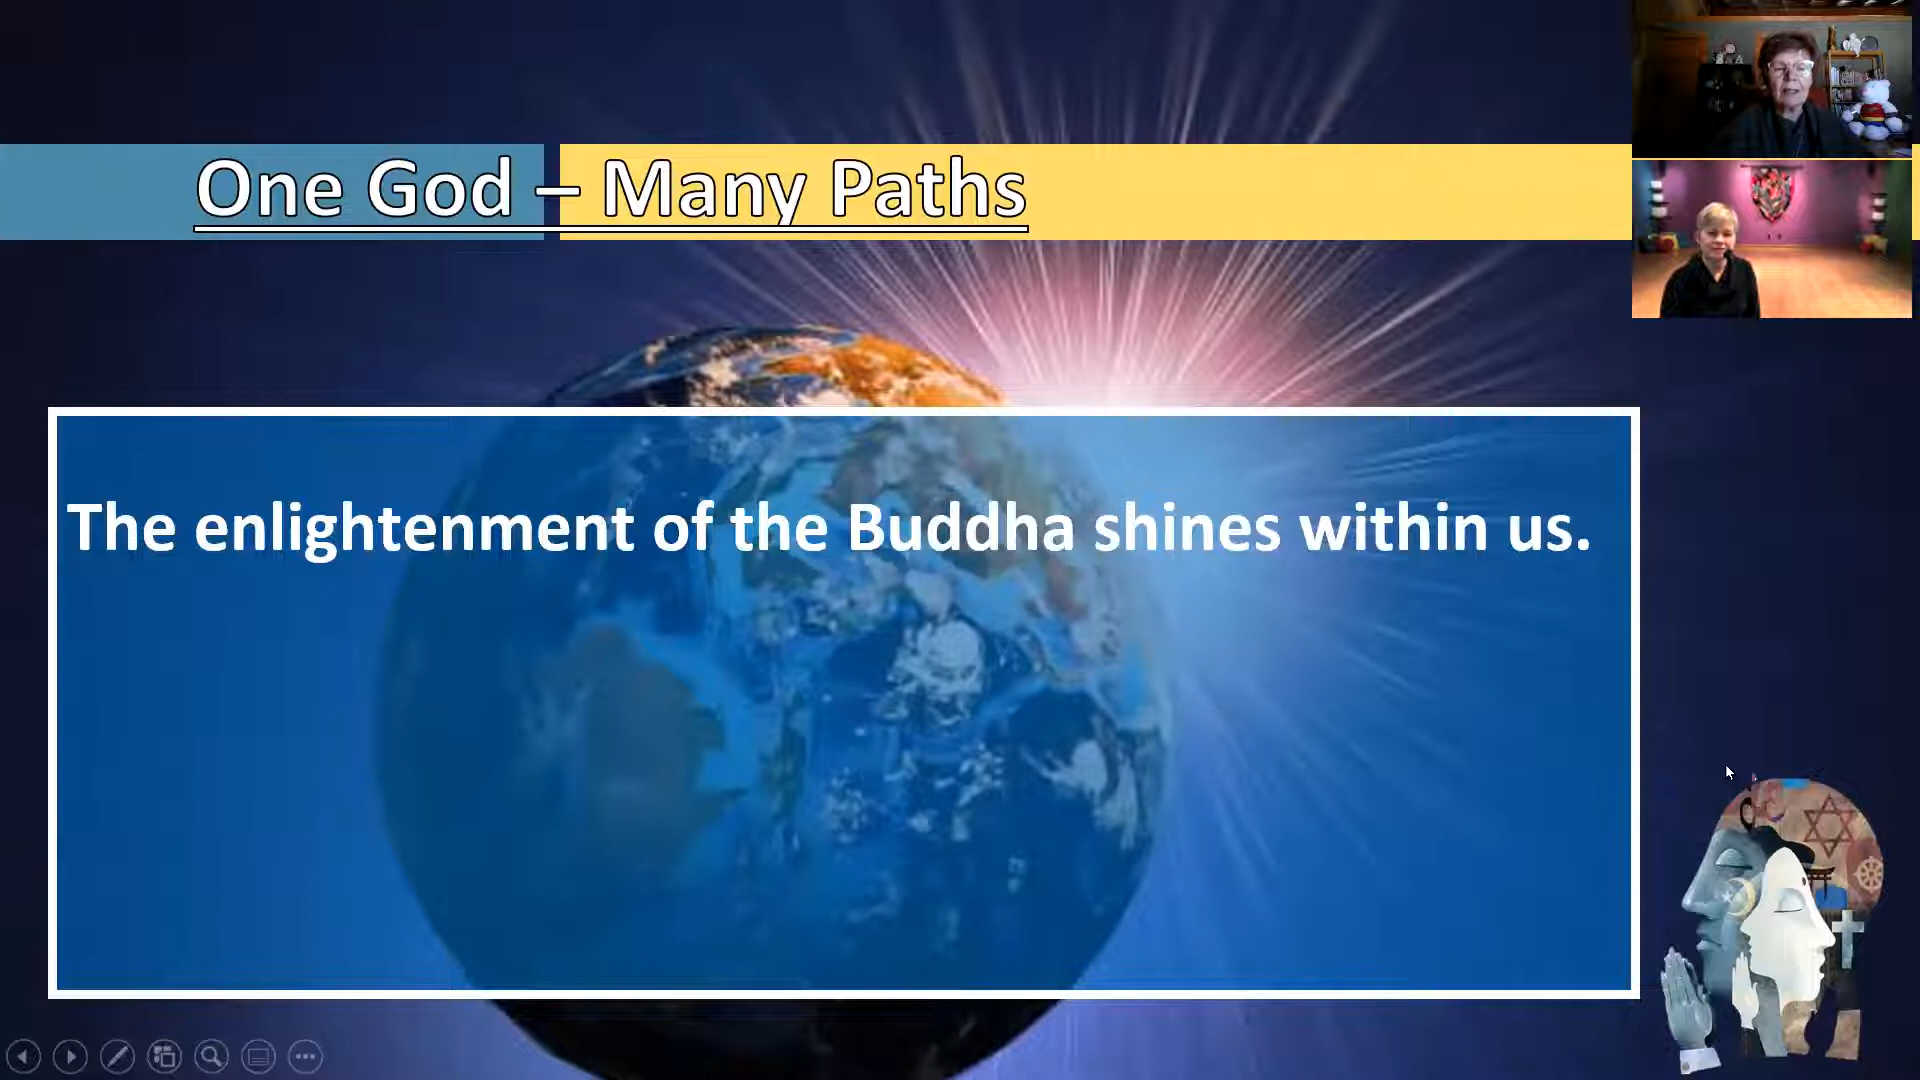 One God – Many Paths
The enlightenment of the Buddha shines within us.